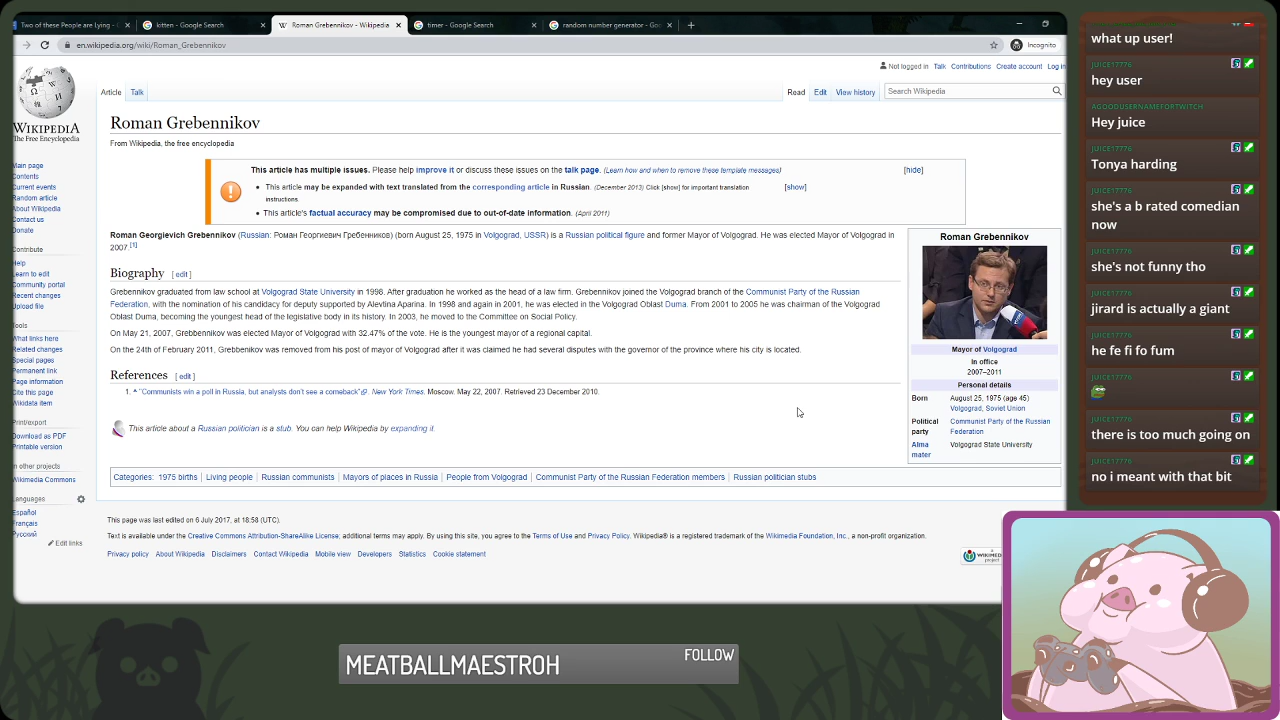 Two of these People are Lying -
kitten - Google Search
Roman Grebennikov - Wikipedia
timer - Google Search
random number generator - Goo
en.wikipedia.org/wiki/Roman_Grebennikov
Incognito
Not logged in Talk Contributions Create account Log in
Article Talk
Read Edit View history
Search Wikipedia
WIKIPEDIA
The Free Encyclopedia
Main page
Contents
Current events
Random article
About Wikipedia
Contact us
Donate
Contribute
Help
Learn to edit
Community portal
Recent changes
Upload file
Tools
What links here
Related changes
Special pages
Permanent link
Page information
Cite this page
Wikidata item
Print/export
Download as PDF
Printable version
In other projects
Wikimedia Commons
Languages
Español
Français
Русский
Edit links
Roman Grebennikov
From Wikipedia, the free encyclopedia
This article has multiple issues. Please help improve it or discuss these issues on the talk page. (Learn how and when to remove these template messages)
[hide]
• This article may be expanded with text translated from the corresponding article in Russian. (December 2013) Click [show] for important translation
instructions.
[show]
• This article's factual accuracy may be compromised due to out-of-date information. (April 2011)
Roman Georgievich Grebennikov (Russian: Роман Георгиевич Гребенников) (born August 25, 1975 in Volgograd, USSR) is a Russian political figure and former Mayor of Volgograd. He was elected Mayor of Volgograd in
2007.[1]
Biography [ edit ]
Grebennikov graduated from law school at Volgograd State University in 1998. After graduation he worked as the head of a law firm. Grebennikov joined the Volgograd branch of the Communist Party of the Russian
Federation, with the nomination of his candidacy for deputy supported by Alevtina Aparina. In 1998 and again in 2001, he was elected in the Volgograd Oblast Duma. From 2001 to 2005 he was chairman of the Volgograd
Oblast Duma, becoming the youngest head of the legislative body in its history. In 2003, he moved to the Committee on Social Policy.
On May 21, 2007, Grebbenikov was elected Mayor of Volgograd with 32.47% of the vote. He is the youngest mayor of a regional capital.
On the 24th of February 2011, Grebbenikov was removed from his post of mayor of Volgograd after it was claimed he had several disputes with the governor of the province where his city is located.
References [ edit ]
1. ^ "Communists win a poll in Russia, but analysts don't see a comeback". New York Times. Moscow. May 22, 2007. Retrieved 23 December 2010.
This article about a Russian politician is a stub. You can help Wikipedia by expanding it.
Roman Grebennikov
Mayor of Volgograd
In office
2007–2011
Personal details
Born August 25, 1975 (age 45)
Volgograd, Soviet Union
Political party Communist Party of the Russian Federation
Alma mater Volgograd State University
Categories: 1975 births | Living people | Russian communists | Mayors of places in Russia | People from Volgograd | Communist Party of the Russian Federation members | Russian politician stubs
This page was last edited on 6 July 2017, at 18:58 (UTC).
Text is available under the Creative Commons Attribution-ShareAlike License; additional terms may apply. By using this site, you agree to the Terms of Use and Privacy Policy. Wikipedia® is a registered trademark of the Wikimedia Foundation, Inc., a non-profit organization.
Privacy policy About Wikipedia Disclaimers Contact Wikipedia Mobile view Developers Statistics Cookie statement
what up user!
JUICE17776
hey user
AGOODUSERNAMEFORTWITCH
Hey juice
JUICE17776
Tonya harding
JUICE17776
she's a b rated comedian
now
JUICE17776
she's not funny tho
JUICE17776
jirard is actually a giant
JUICE17776
he fe fi fo fum
JUICE17776
JUICE17776
there is too much going on
JUICE17776
no i meant with that bit
MEATBALLMAESTROH
FOLLOW